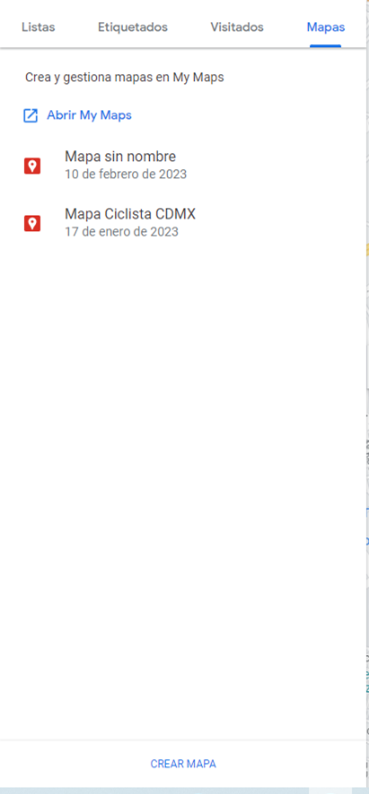 Listas Etiquetados Visitados Mapas
Crea y gestiona mapas en My Maps
Abrir My Maps
Mapa sin nombre
10 de febrero de 2023
Mapa Ciclista CDMX
17 de enero de 2023
CREAR MAPA